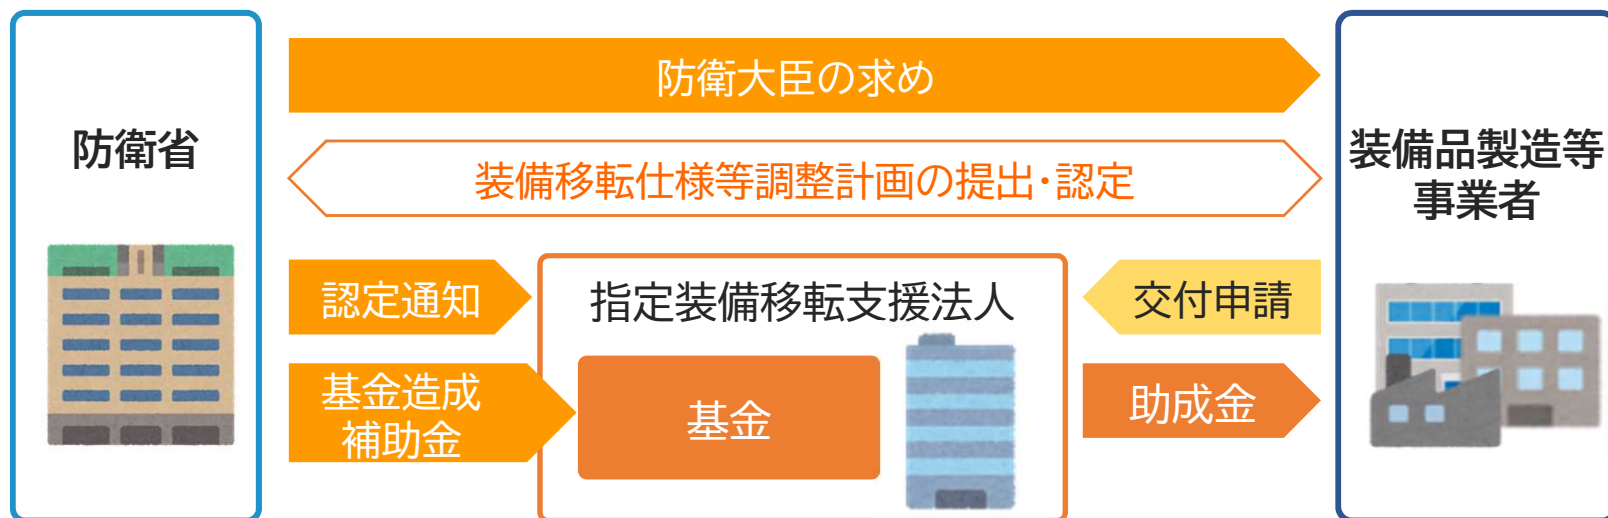 防衛省
防衛大臣の求め
装備移転仕様等調整計画の提出・認定
装備品製造等
事業者
認定通知
基金造成
補助金
指定装備移転支援法人
基金
交付申請
助成金